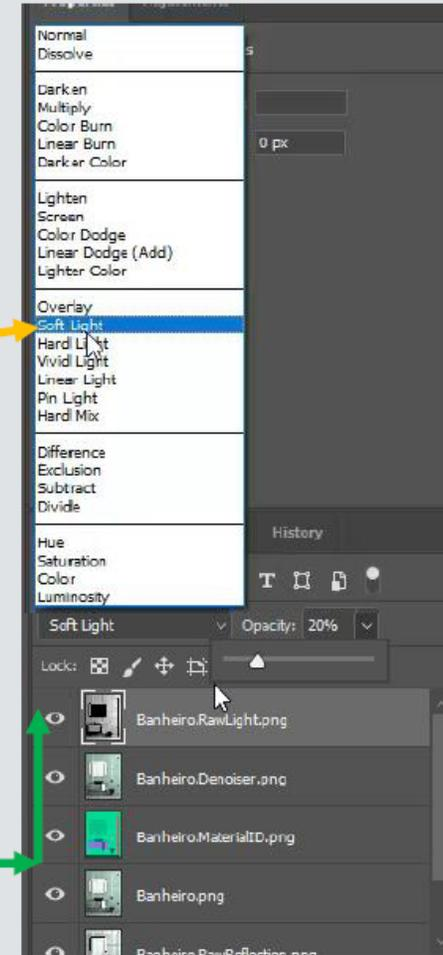 Normal
Dissolve
Darken
Multiply
Color Burn
Linear Burn
Darker Color
0 px
Lighten
Screen
Color Dodge
Linear Dodge (Add)
Lighter Color
Overlay
Soft Light
Hard Light
Vivid Light
Linear Light
Pin Light
Hard Mix
Difference
Exclusion
Subtract
Divide
History
Hue
Saturation
Color
Luminosity
Soft Light Opacity: 20%
Lock:
Banheiro.RawLight.png
Banheiro.Denoiser.png
Banheiro.MaterialID.png
Banheiro.png
Banheiro.RawReflection.png